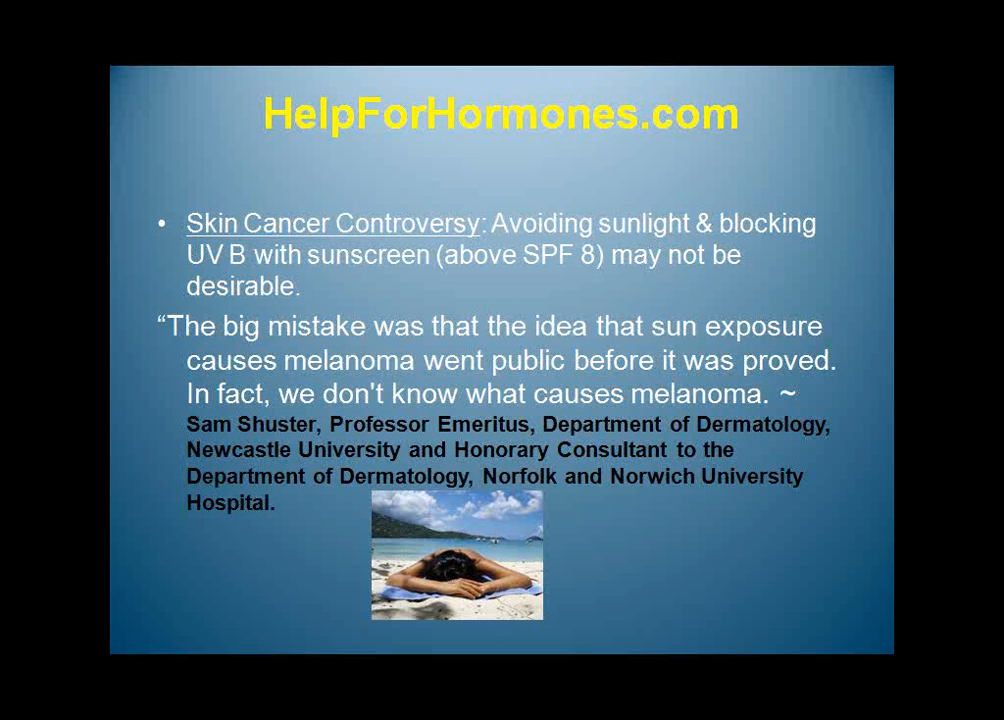 HelpForHormones.com
• Skin Cancer Controversy: Avoiding sunlight & blocking
UV B with sunscreen (above SPF 8) may not be
desirable.
“The big mistake was that the idea that sun exposure
causes melanoma went public before it was proved.
In fact, we don't know what causes melanoma. ~
Sam Shuster, Professor Emeritus, Department of Dermatology,
Newcastle University and Honorary Consultant to the
Department of Dermatology, Norfolk and Norwich University
Hospital.